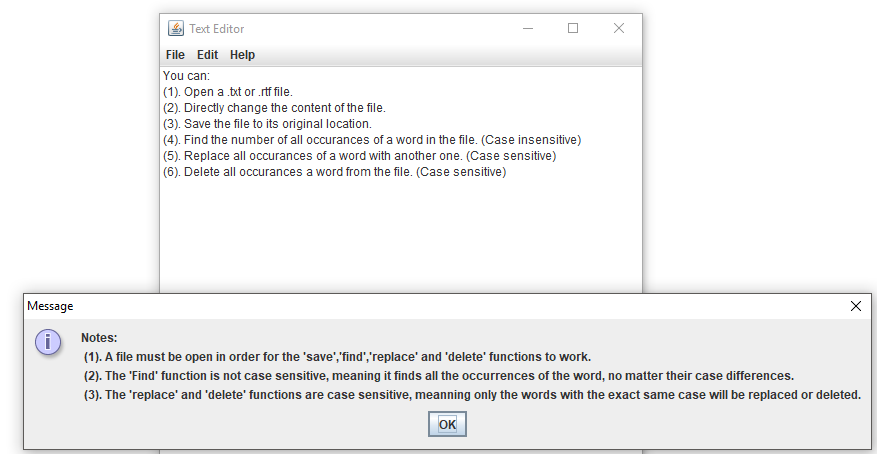 Text Editor
File Edit Help
You can:
(1). Open a .txt or .rtf file.
(2). Directly change the content of the file.
(3). Save the file to its original location.
(4). Find the number of all occurances of a word in the file. (Case insensitive)
(5). Replace all occurances of a word with another one. (Case sensitive)
(6). Delete all occurances a word from the file. (Case sensitive)
Message
Notes:
(1). A file must be open in order for the 'save','find','replace' and 'delete' functions to work.
(2). The 'Find' function is not case sensitive, meaning it finds all the occurrences of the word, no matter their case differences.
(3). The 'replace' and 'delete' functions are case sensitive, meanning only the words with the exact same case will be replaced or deleted.
OK